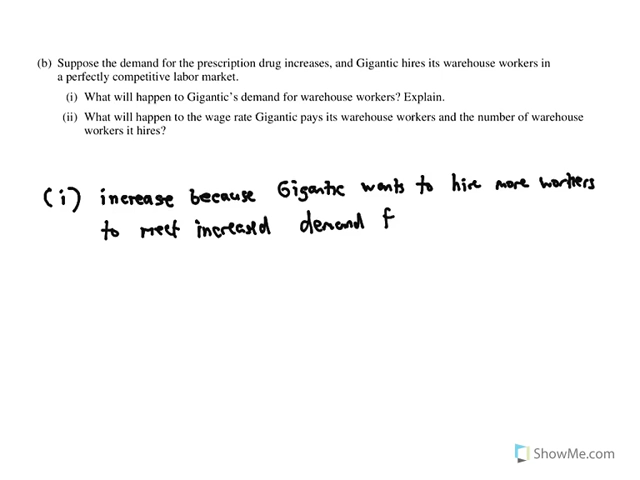 (b) Suppose the demand for the prescription drug increases, and Gigantic hires its warehouse workers in
a perfectly competitive labor market.
(i) What will happen to Gigantic's demand for warehouse workers? Explain.
(ii) What will happen to the wage rate Gigantic pays its warehouse workers and the number of warehouse
workers it hires?
(i) increase because Gigantic wants to hire more workers
to meet increased demand f
ShowMe.com